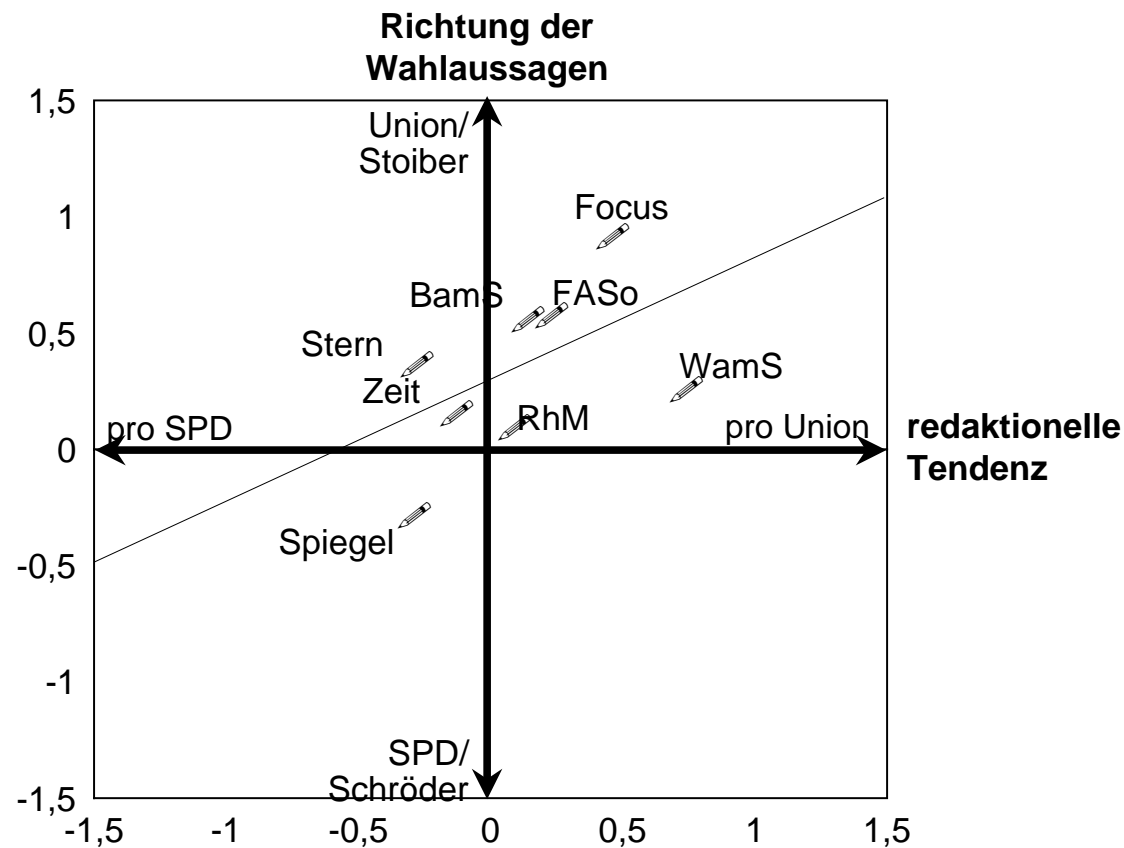 Richtung der
Wahlaussagen
1,5
Union/
Stoiber
1
Focus
BamS
FASo
0,5
Stern
WamS
Zeit
RhM
pro SPD
pro Union
redaktionelle
Tendenz
0
Spiegel
-0,5
-1
SPD/
Schröder
-1,5
-1,5 -1 -0,5 0 0,5 1 1,5